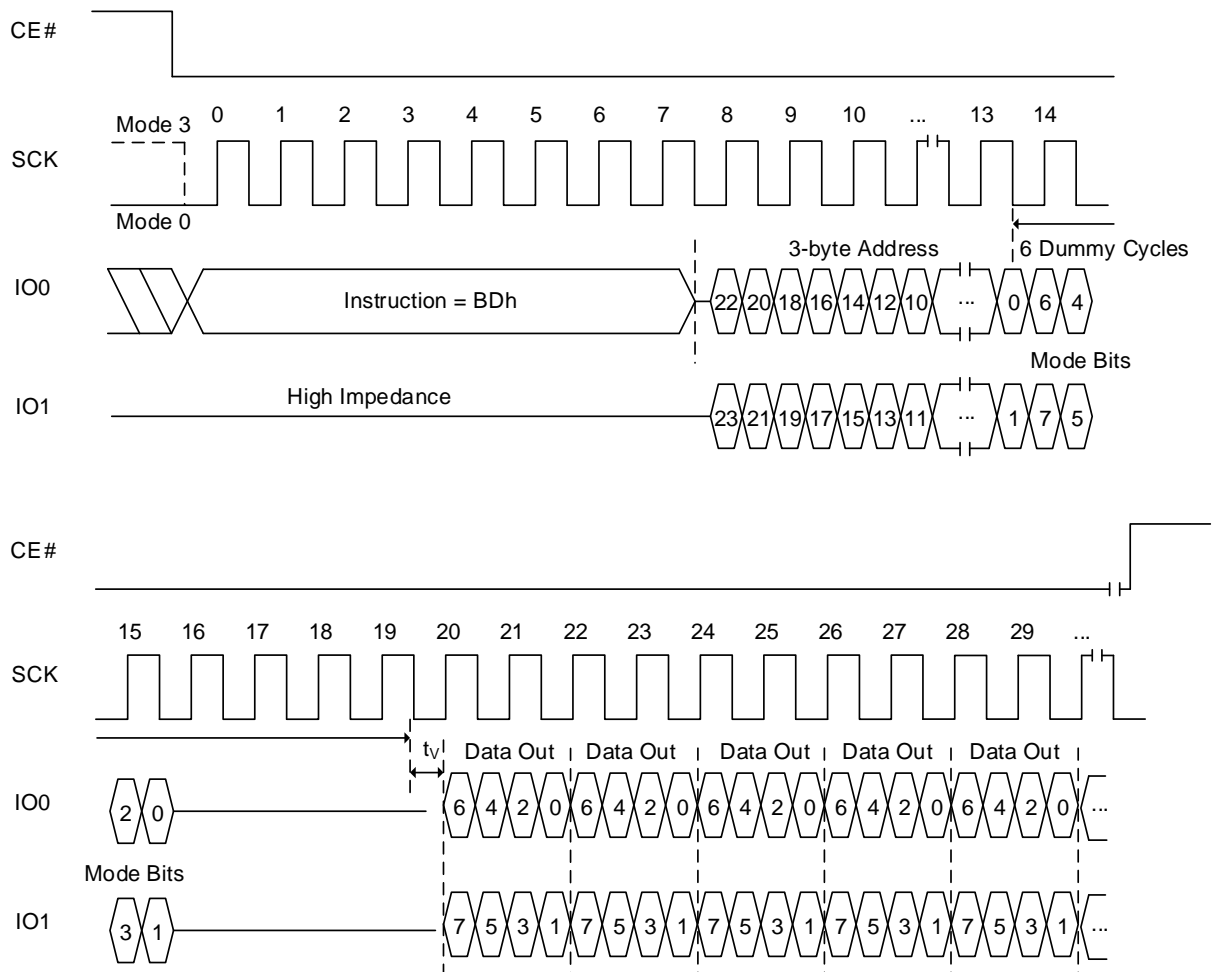 CE#
0 1 2 3 4 5 6 7 8 9 10 ... 13 14
Mode 3
SCK
Mode 0
3-byte Address 6 Dummy Cycles
IO0 Instruction = BDh 22 20 18 16 14 12 10 ... 0 6 4
Mode Bits
IO1 High Impedance 23 21 19 17 15 13 11 ... 1 7 5
CE#
15 16 17 18 19 20 21 22 23 24 25 26 27 28 29 ...
SCK
tV Data Out Data Out Data Out Data Out Data Out
IO0 2 0 6 4 2 0 6 4 2 0 6 4 2 0 6 4 2 0 6 4 2 0 ...
Mode Bits
IO1 3 1 7 5 3 1 7 5 3 1 7 5 3 1 7 5 3 1 7 5 3 1 ...